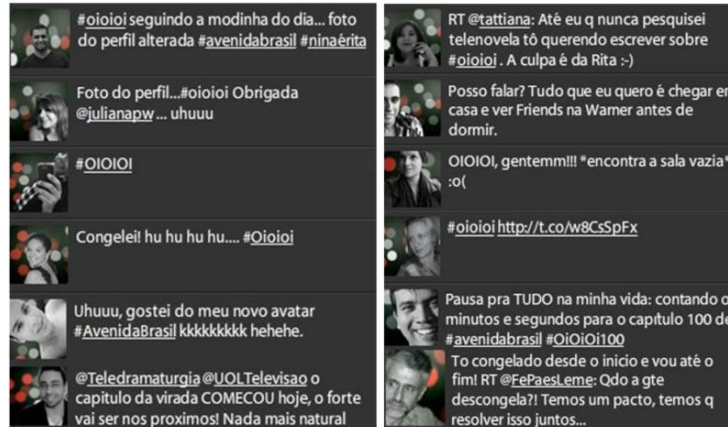 #oioioi seguindo a modinha do dia... foto
do perfil alterada #avenidabrasil #ninaérita
Foto do perfil...#oioioi Obrigada
@julianapw ... uhuuu
#OIOIOI
Congelei! hu hu hu hu.... #Oioioi
Uhuuu, gostei do meu novo avatar
#AvenidaBrasil kkkkkkkkk hehehe.
@Teledramaturgia @UOLTelevisao o
capitulo da virada COMECOU hoje, o forte
vai ser nos proximos! Nada mais natural
RT @tattiana: Até eu q nunca pesquisei
telenovela tô querendo escrever sobre
#oioioi . A culpa é da Rita :-)
Posso falar? Tudo que eu quero é chegar
casa e ver Friends na Warner antes de
dormir.
OIOIOI, gentemm!!! *encontra a sala vazia*
:o(
#oioioi http://t.co/w8CsSpFx
Pausa pra TUDO na minha vida: contando
minutos e segundos para o capıtulo 100
#avenidabrasil #OiOiOi100
To congelado desde o inicio e vou até o
fim! RT @FePaesLeme: Qdo a gte
descongela?! Temos um pacto, temos q
resolver isso juntos...